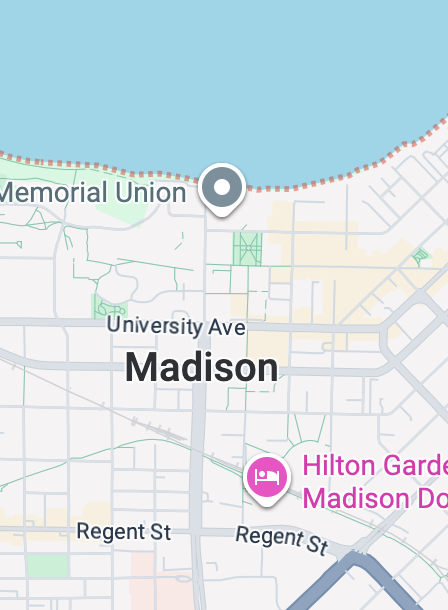 Memorial Union
University Ave
Madison
Hilton Garde
Madison Do
Regent St
Regent St